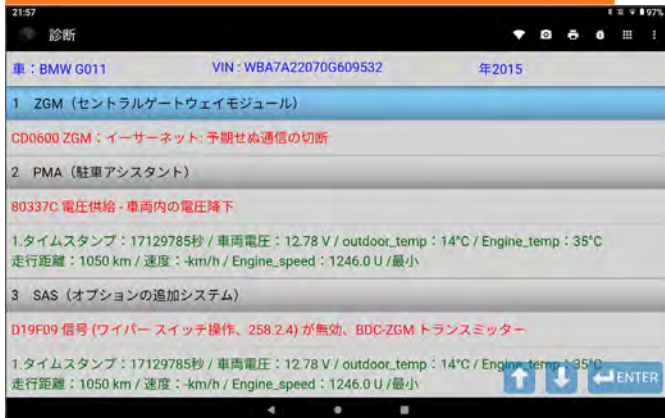 21:57
97%
診断
車：BMW G011 VIN : WBA7A22070G609532 年2015
1 ZGM（セントラルゲートウェイモジュール）
CD0600 ZGM：イーサーネット: 予期せぬ通信の切断
2 PMA（駐車アシスタント）
80337C 電圧供給 - 車両内の電圧降下
1.タイムスタンプ：17129785秒 / 車両電圧：12.78 V / outdoor_temp：14°C / Engine_temp：35°C
走行距離：1050 km / 速度：-km/h / Engine_speed：1246.0 U /最小
3 SAS（オプションの追加システム）
D19F09 信号 (ワイパー スイッチ操作、258.2.4) が無効、BDC-ZGM トランスミッター
1.タイムスタンプ：17129785秒 / 車両電圧：12.78 V / outdoor_temp：14°C / Engine_temp：35°C
走行距離：1050 km / 速度：-km/h / Engine_speed：1246.0 U /最小
ENTER